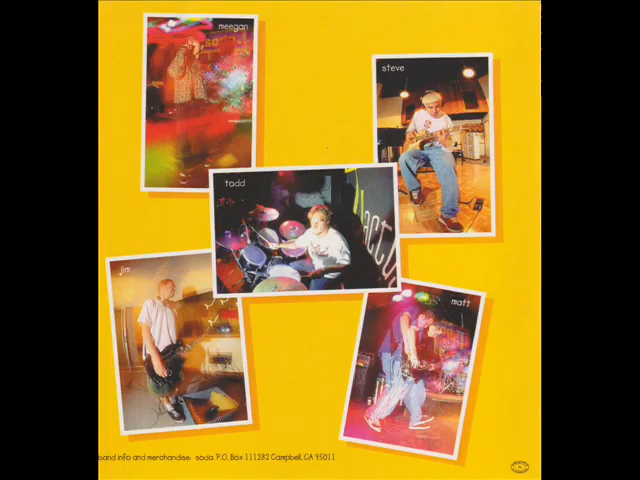 meegan
steve
todd
jim
matt
band info and merchandise: soda P.O. Box 111282 Campbell, CA 95011